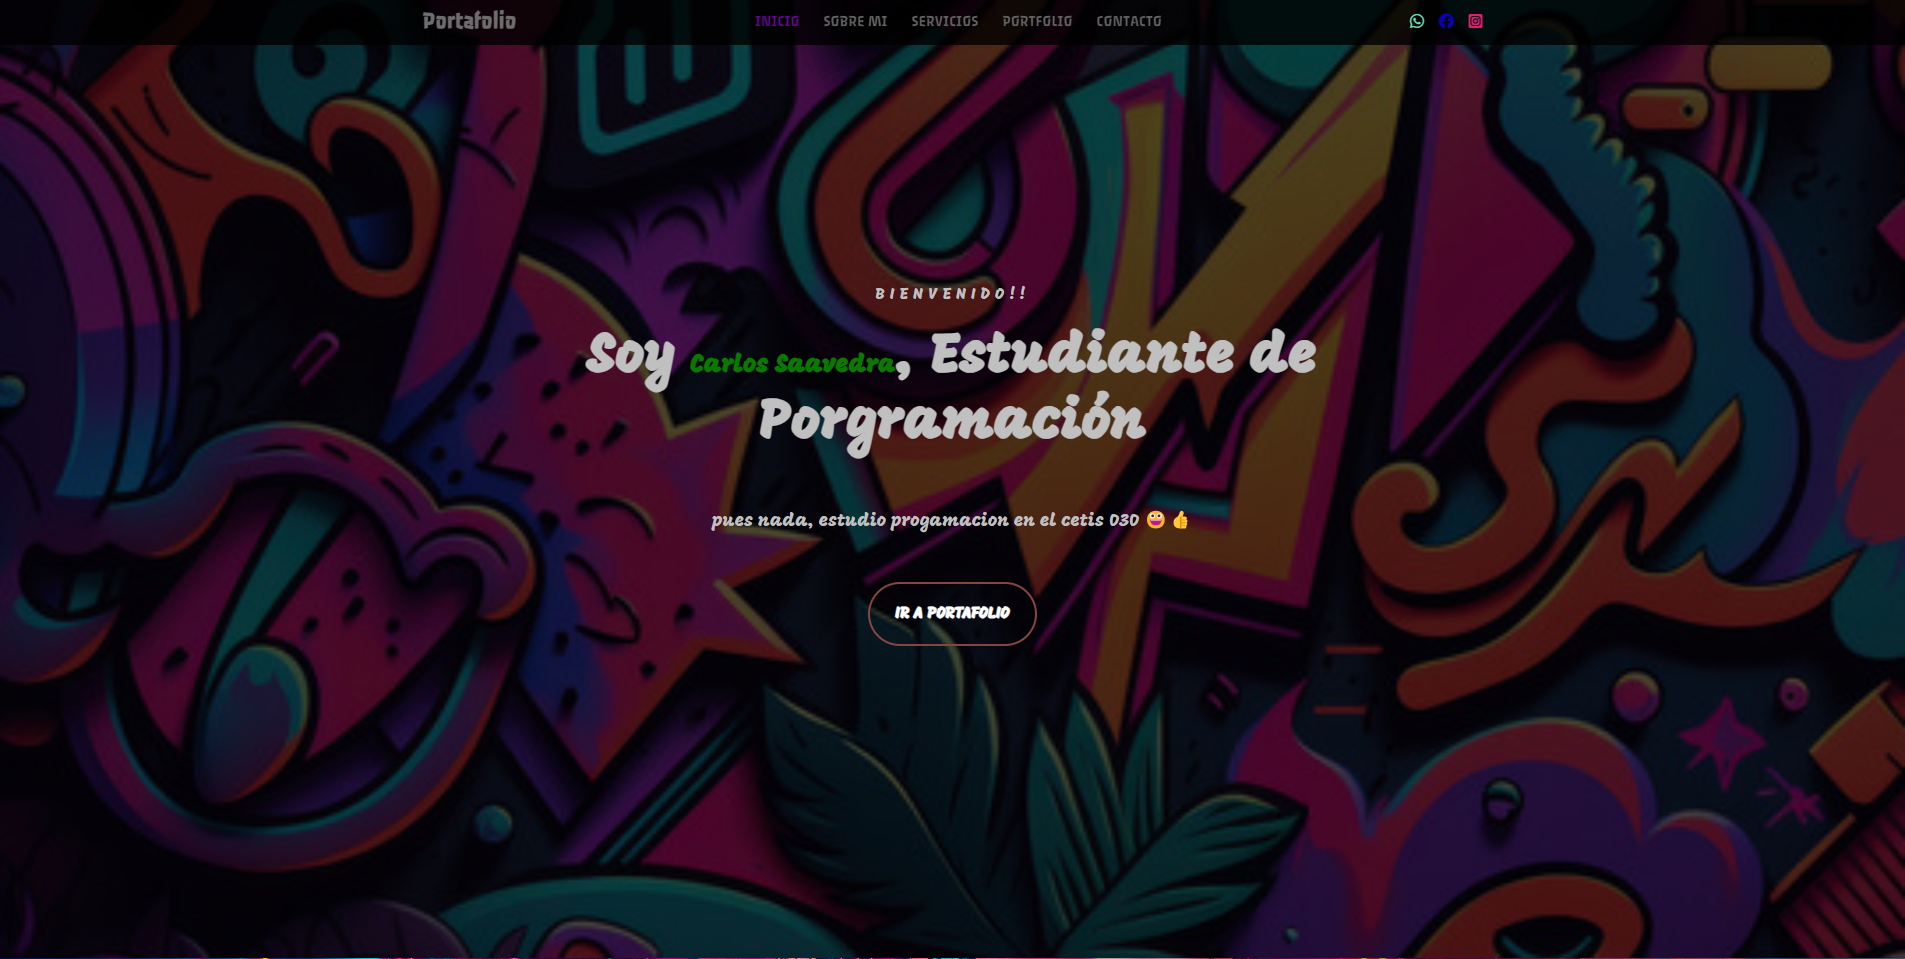 Portafolio
INICIO SOBRE MI SERVICIOS PORTFOLIO CONTACTO
BIENVENIDO!!
Soy Carlos Saavedra, Estudiante de
Porgramación
pues nada, estudio progamacion en el cetis 030 😀 👍
IR A PORTAFOLIO